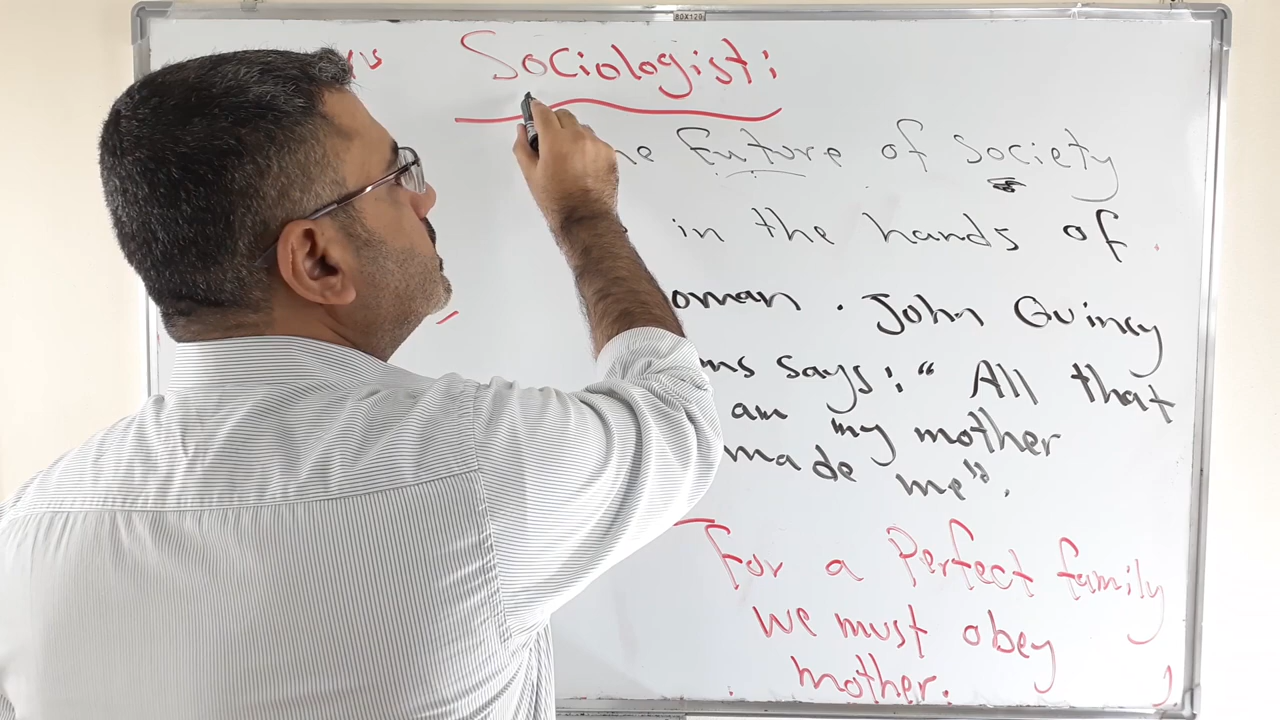 80X120
Sociologist:
Future of Society
in the hands of
oman. John Quincy
ms says: “All that
am my mother
made me”.
For a Perfect family
we must obey
mother.